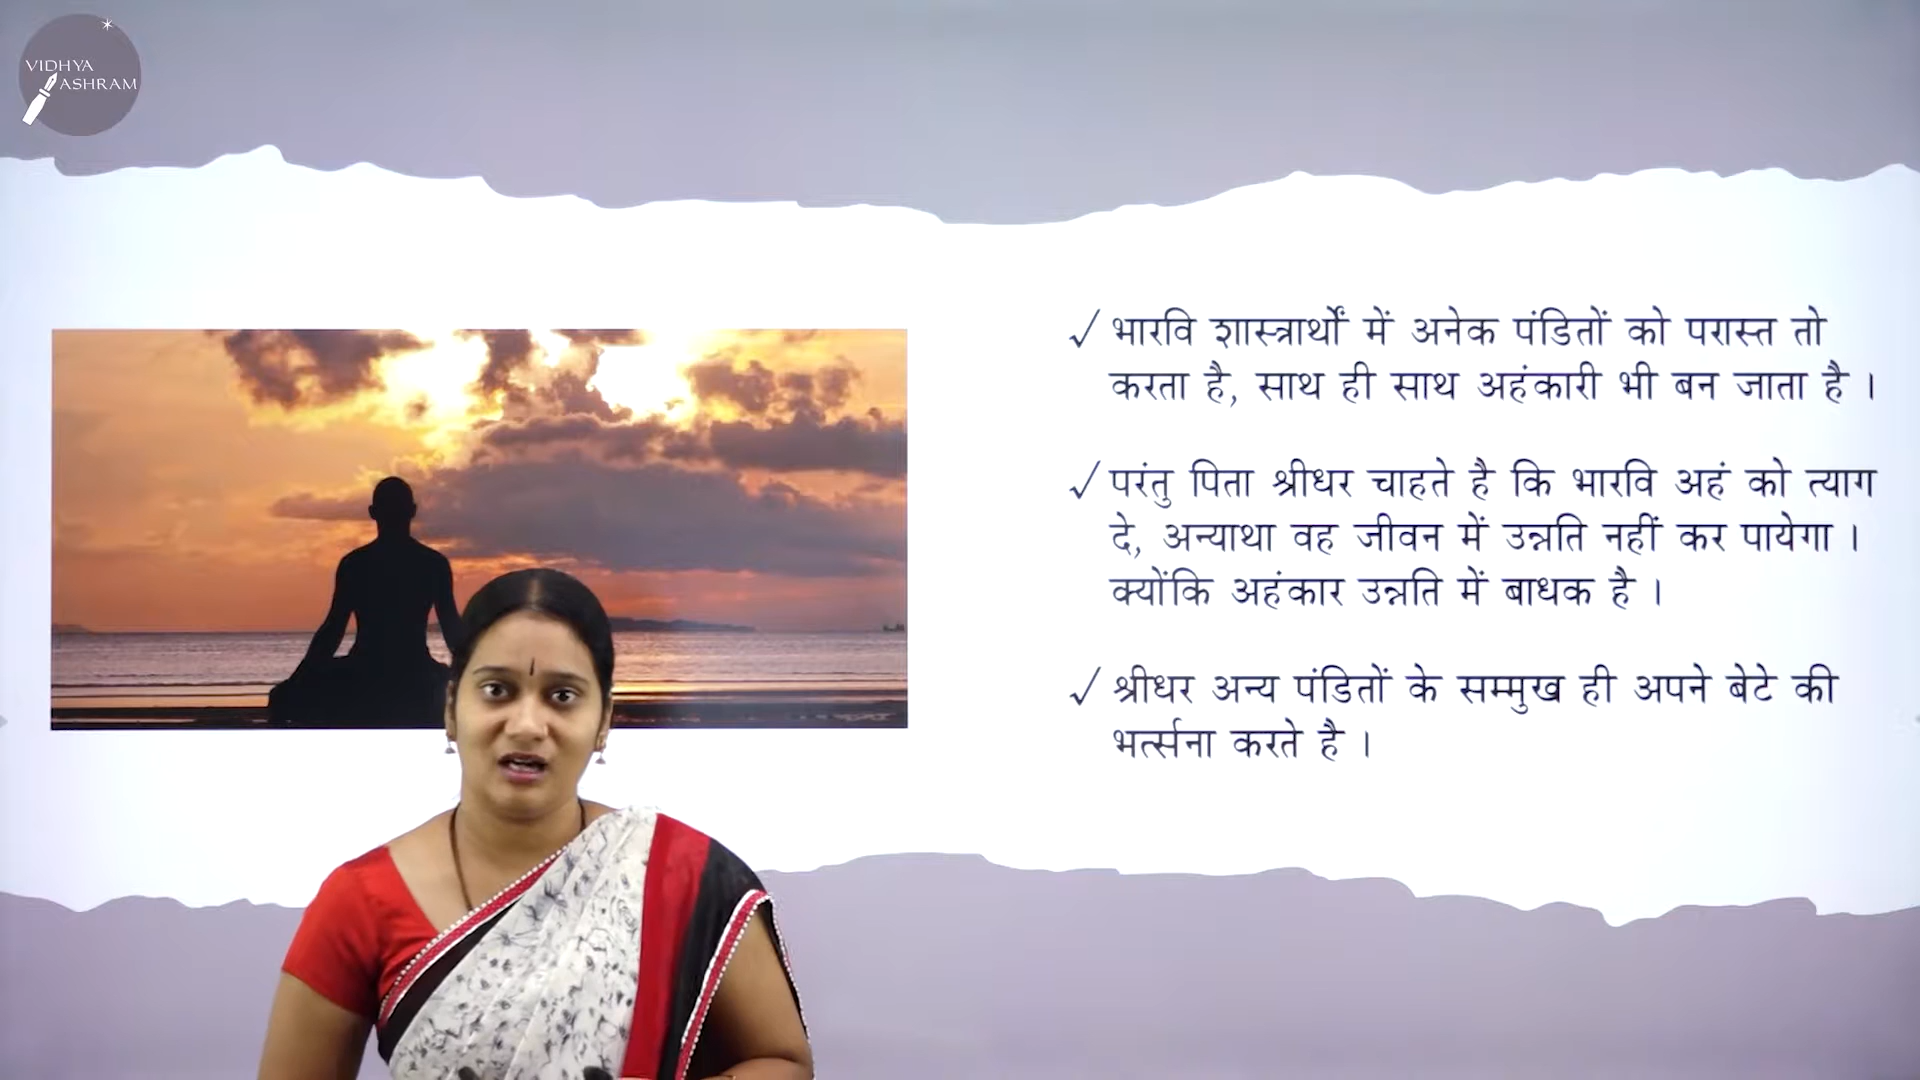 VIDHYA
ASHRAM
✓ भारवि शास्त्रार्थों में अनेक पंडितों को परास्त तो
करता है, साथ ही साथ अहंकारी भी बन जाता है ।
✓ परंतु पिता श्रीधर चाहते है कि भारवि अहं को त्याग
दे, अन्याथा वह जीवन में उन्नति नहीं कर पायेगा ।
क्योंकि अहंकार उन्नति में बाधक है ।
✓ श्रीधर अन्य पंडितों के सम्मुख ही अपने बेटे की
भर्त्सना करते है ।